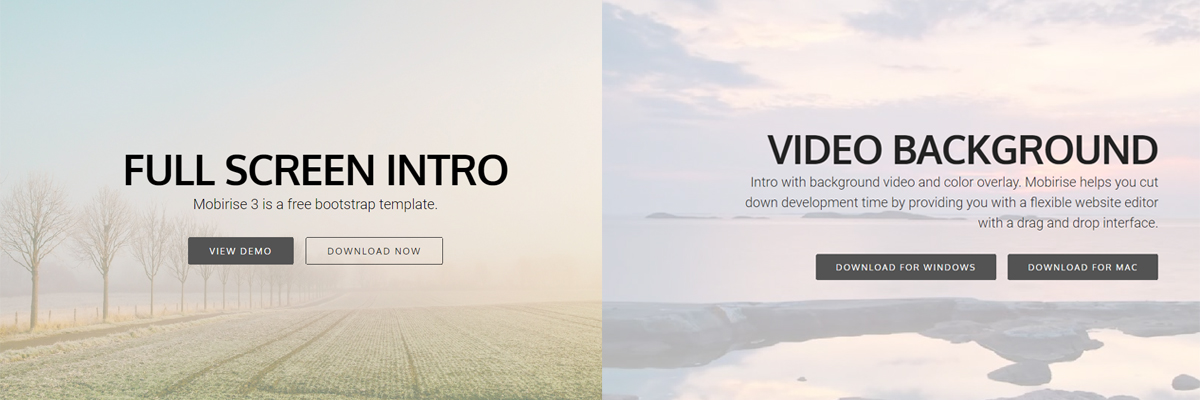 FULL SCREEN INTRO
Mobirise 3 is a free bootstrap template.
VIEW DEMO
DOWNLOAD NOW
VIDEO BACKGROUND
Intro with background video and color overlay. Mobirise helps you cut
down development time by providing you with a flexible website editor
with a drag and drop interface.
DOWNLOAD FOR WINDOWS
DOWNLOAD FOR MAC